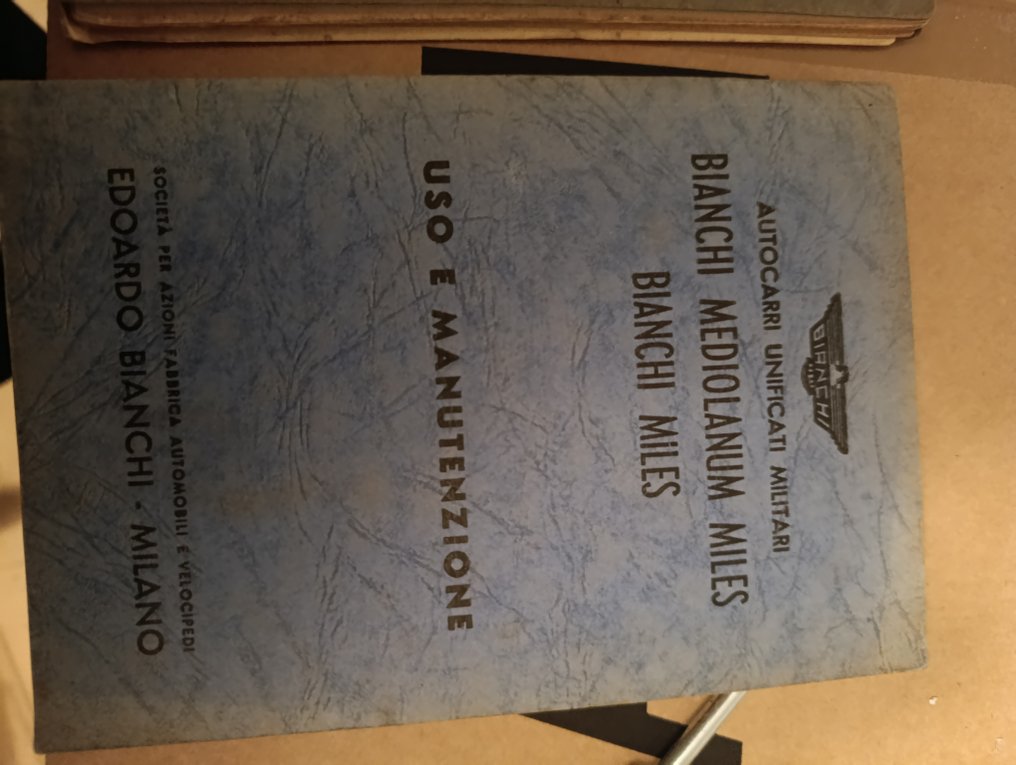 BIANCHI
AUTOCARRI UNIFICATI MILITARI
BIANCHI MEDIOLANUM MILES
BIANCHI MiLES
USO E MANUTENZIONE
SOCIETÀ PER AZIONI FABBRICA AUTOMOBILI E VELOCIPEDI
EDOARDO BIANCHI - MILANO